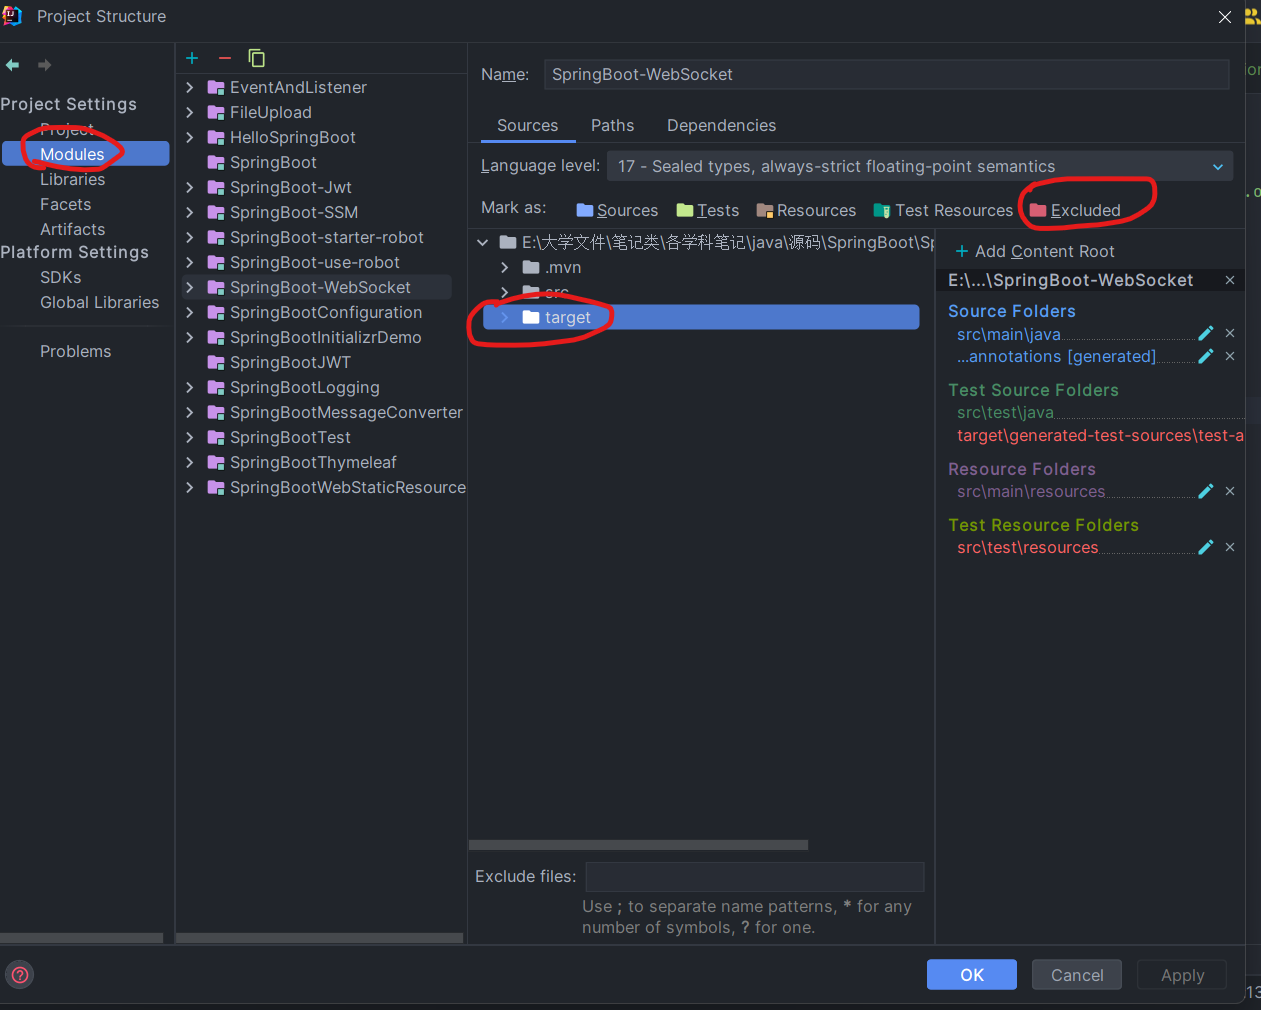 Project Structure
Project Settings
Project
Modules
Libraries
Facets
Artifacts
Platform Settings
SDKs
Global Libraries
Problems
EventAndListener
FileUpload
HelloSpringBoot
SpringBoot
SpringBoot-Jwt
SpringBoot-SSM
SpringBoot-starter-robot
SpringBoot-use-robot
SpringBoot-WebSocket
SpringBootConfiguration
SpringBootInitializrDemo
SpringBootJWT
SpringBootLogging
SpringBootMessageConverter
SpringBootTest
SpringBootThymeleaf
SpringBootWebStaticResource
Name: SpringBoot-WebSocket
Sources Paths Dependencies
Language level: 17 - Sealed types, always-strict floating-point semantics
Mark as: Sources Tests Resources Test Resources Excluded
E:\大学文件\笔记类\各学科笔记\java\源码\SpringBoot\Sp
.mvn
src
target
Exclude files:
Use ; to separate name patterns, * for any
number of symbols, ? for one.
+ Add Content Root
E:\...\SpringBoot-WebSocket
Source Folders
src\main\java
...annotations [generated]
Test Source Folders
src\test\java
target\generated-test-sources\test-a
Resource Folders
src\main\resources
Test Resource Folders
src\test\resources
OK Cancel Apply